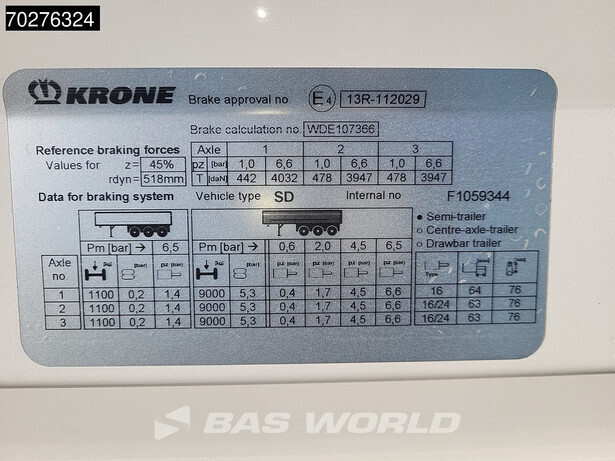 70276324
KRONE Brake approval no. E4 13R-112029
Brake calculation no. WDE107366
Reference braking forces Axle 1 2 3
Values for z= 45% pz [bar] 1,0 6,6 1,0 6,6 1,0 6,6
rdyn= 518mm T [daN] 442 4032 478 3947 478 3947
Data for braking system Vehicle type SD Internal no F1059344
Semi-trailer
Centre-axle-trailer
Drawbar trailer
Pm [bar] → 6,5 Pm [bar] → 0,6 2,0 4,5 6,5
Axle no [kg] [bar] pz [bar] [kg] [bar] pz [bar] pz [bar] pz [bar] pz [bar] Type
1 1100 0,2 1,4 9000 5,3 0,4 1,7 4,5 6,6 16 64 76
2 1100 0,2 1,4 9000 5,3 0,4 1,7 4,5 6,6 16/24 63 76
3 1100 0,2 1,4 9000 5,3 0,4 1,7 4,5 6,6 16/24 63 76
BAS WORLD